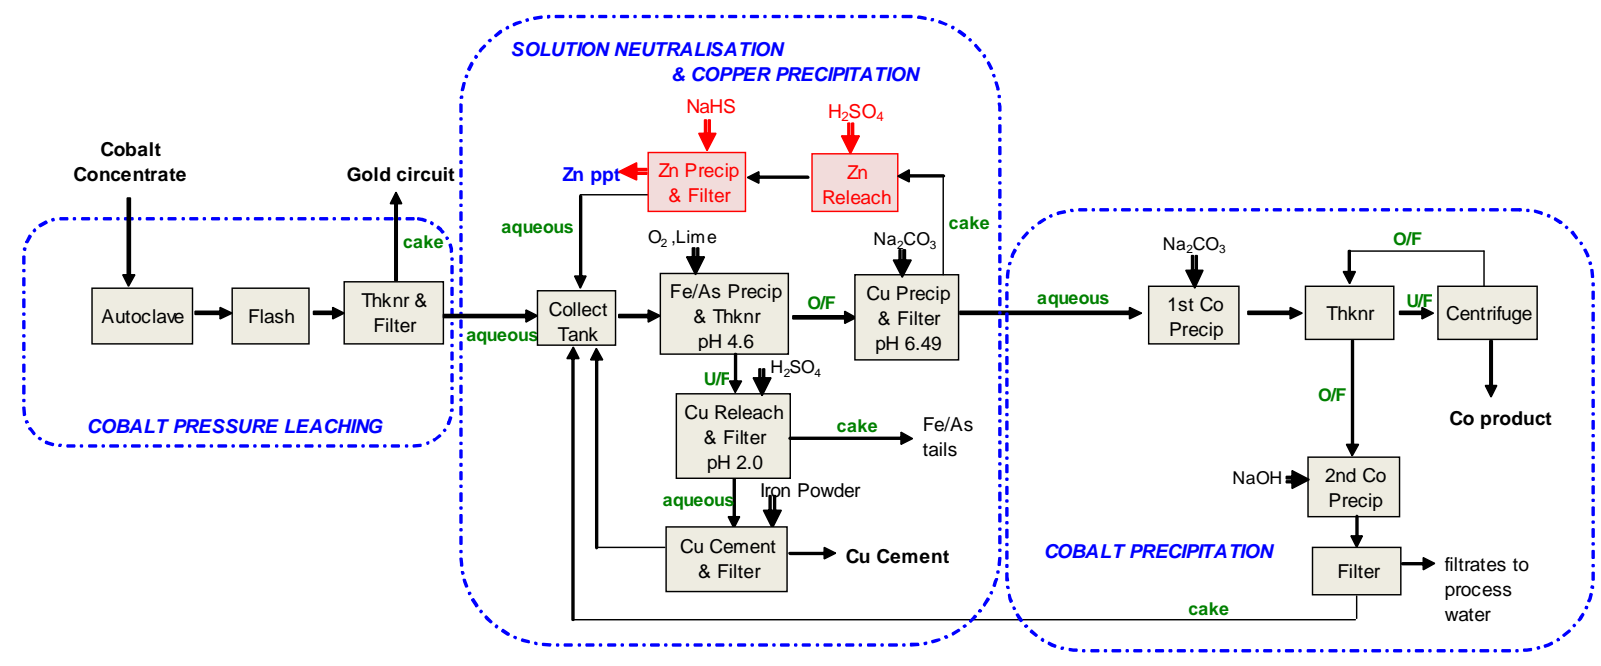 SOLUTION NEUTRALISATION
& COPPER PRECIPITATION
NaHS
H₂SO₄
Cobalt
Concentrate
Gold circuit
cake
Zn ppt
Zn Precip
& Filter
Zn
Releach
aqueous
O₂ ,Lime
Na₂CO₃
cake
Autoclave
Flash
Thknr &
Filter
aqueous
Collect
Tank
Fe/As Precip
& Thknr
pH 4.6
O/F
Cu Precip
& Filter
pH 6.49
aqueous
Na₂CO₃
1st Co
Precip
O/F
Thknr
U/F
Centrifuge
U/F
H₂SO₄
Cu Releach
& Filter
pH 2.0
cake
Fe/As
tails
O/F
Co product
COBALT PRESSURE LEACHING
aqueous
Iron Powder
Cu Cement
& Filter
Cu Cement
NaOH
2nd Co
Precip
COBALT PRECIPITATION
Filter
filtrates to
process
water
cake